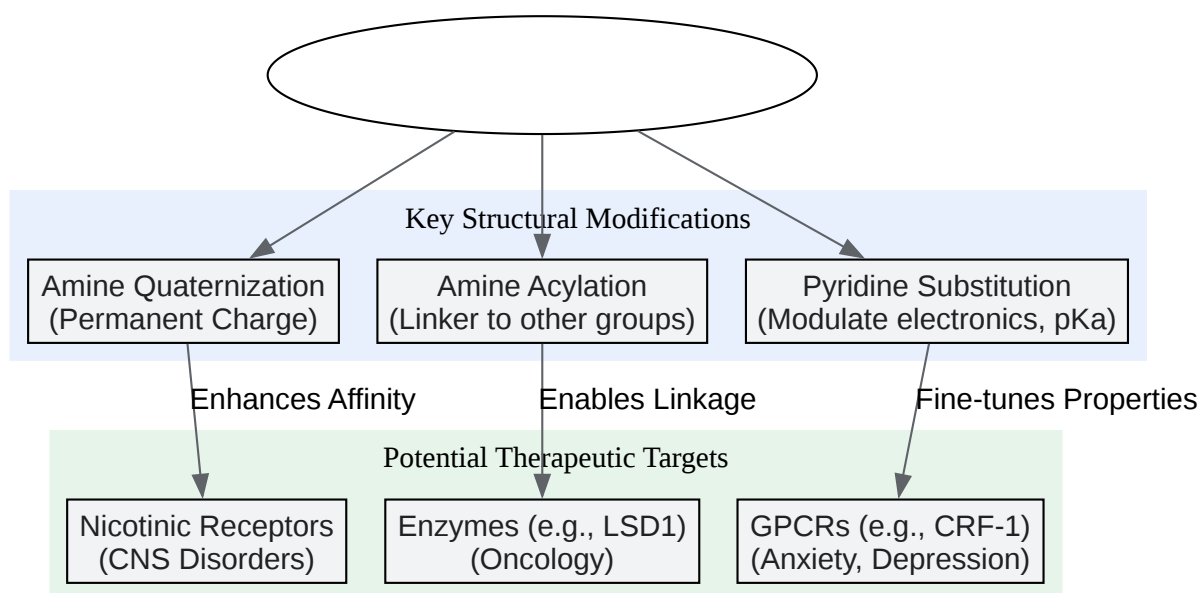 Key Structural Modifications
Amine Quaternization
(Permanent Charge)
Amine Acylation
(Linker to other groups)
Pyridine Substitution
(Modulate electronics, pKa)
Enhances Affinity
Enables Linkage
Fine-tunes Properties
Potential Therapeutic Targets
Nicotinic Receptors
(CNS Disorders)
Enzymes (e.g., LSD1)
(Oncology)
GPCRs (e.g., CRF-1)
(Anxiety, Depression)